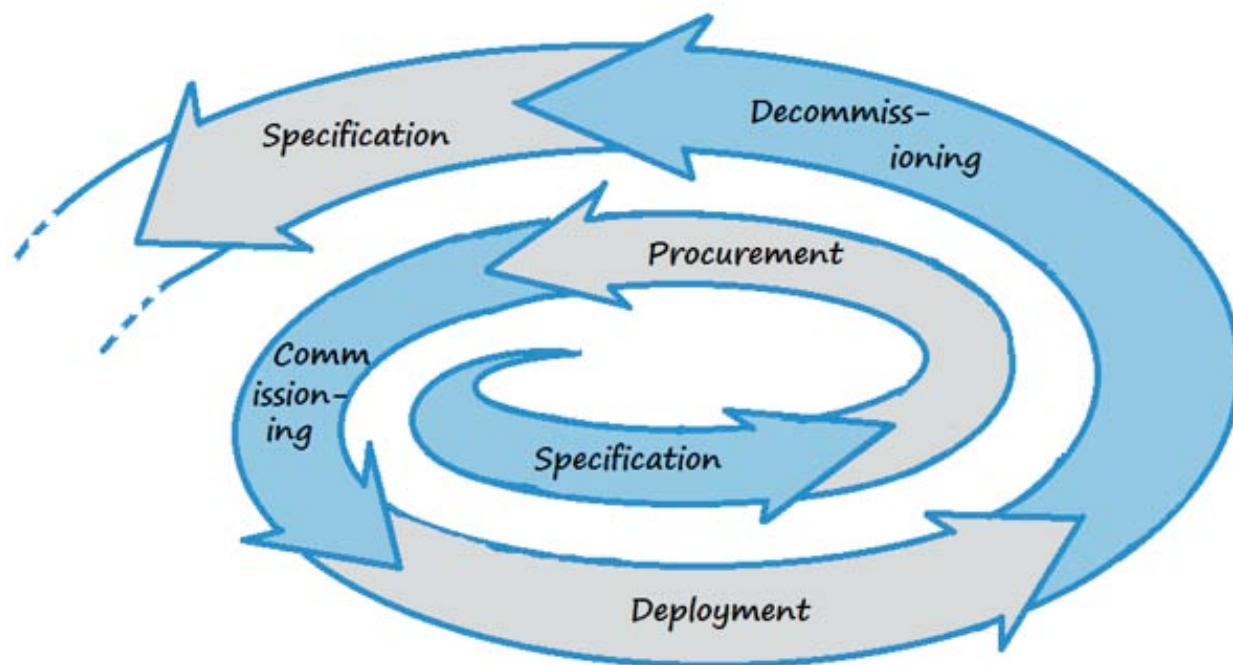 Specification
Decommiss-
ioning
Procurement
Comm
ission-
ing
Specification
Deployment